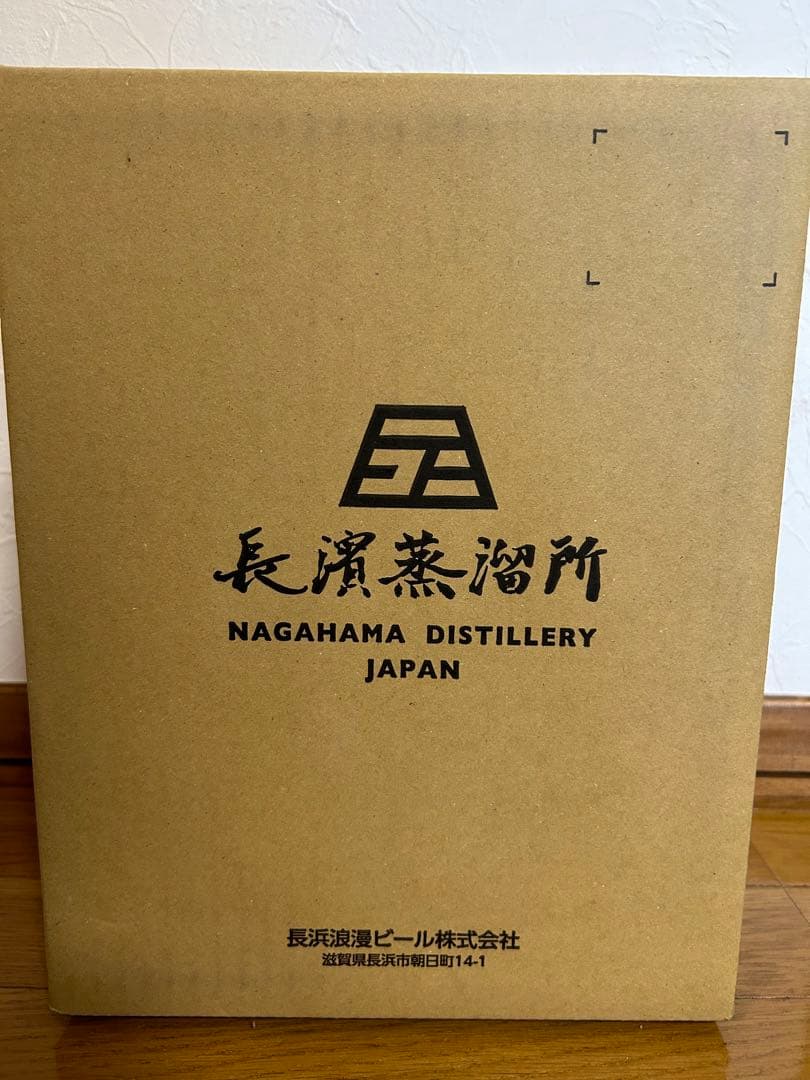 長濱蒸溜所
NAGAHAMA DISTILLERY
JAPAN
長浜浪漫ビール株式会社
滋賀県長浜市朝日町14-1